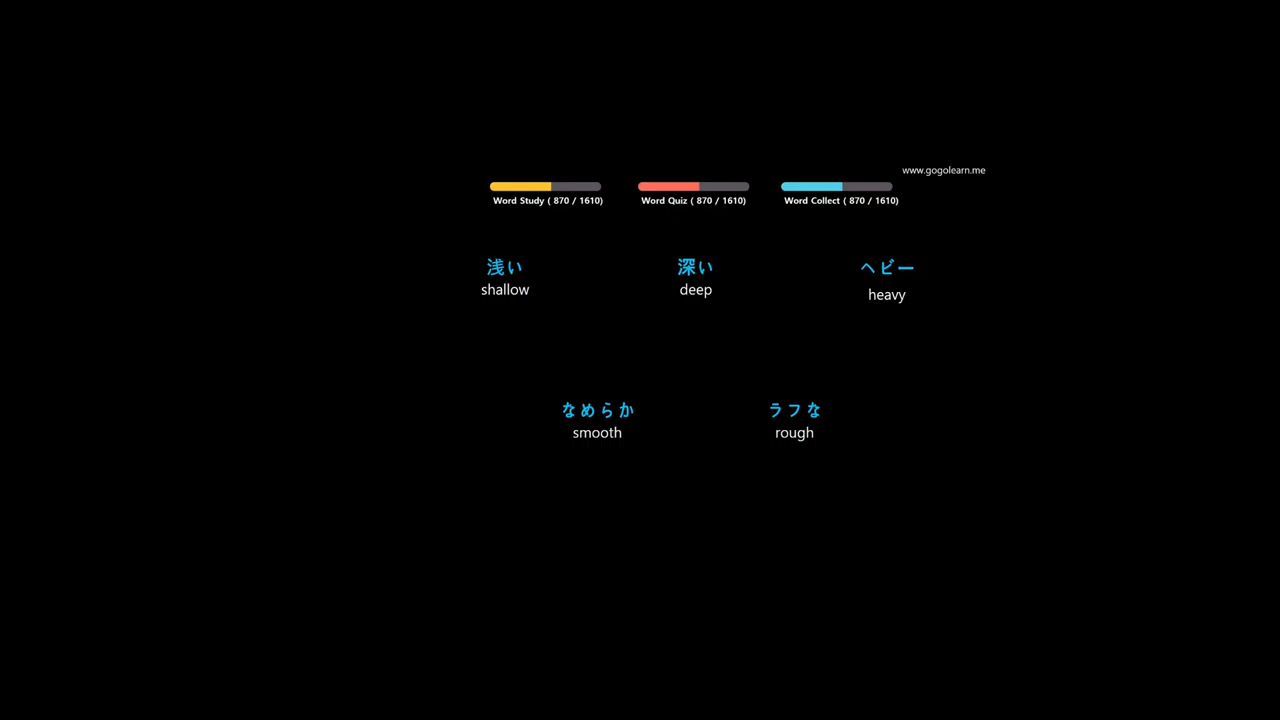 www.gogolearn.me
Word Study ( 870 / 1610)
Word Quiz ( 870 / 1610)
Word Collect ( 870 / 1610)
浅い
shallow
深い
deep
ヘビー
heavy
なめらか
smooth
ラフな
rough